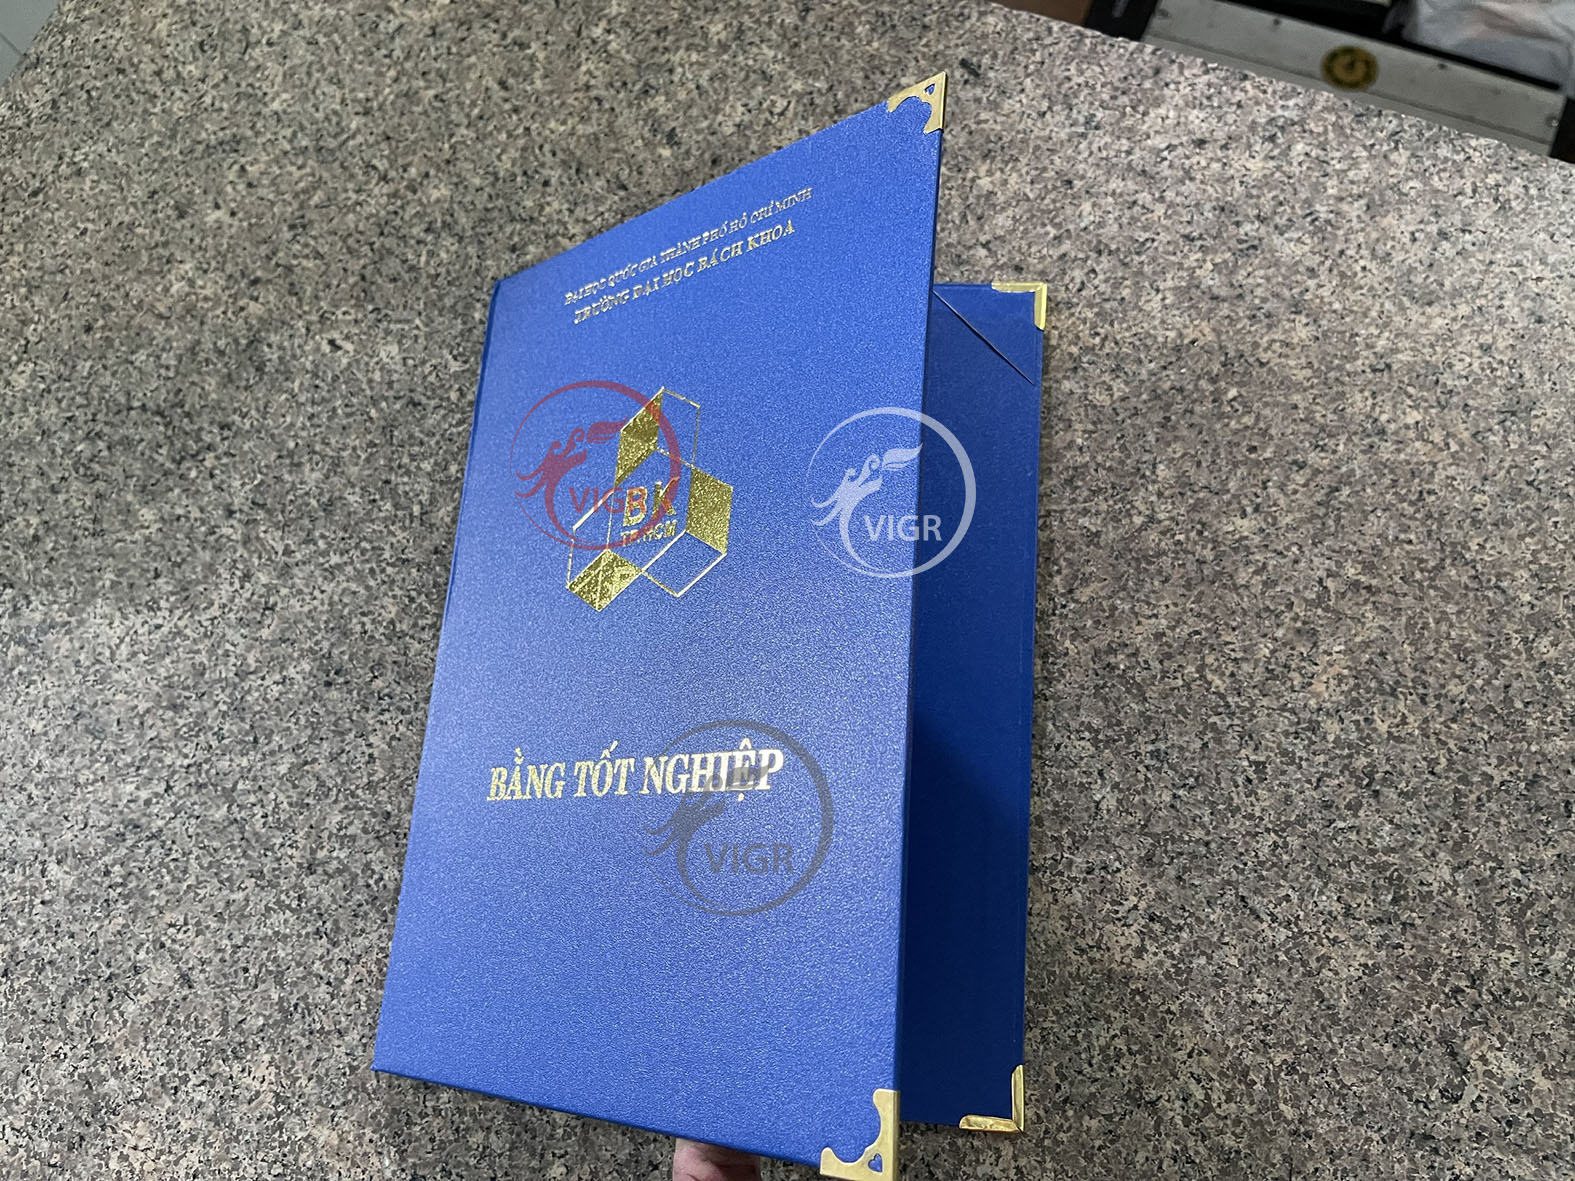 ĐẠI HỌC QUỐC GIA THÀNH PHỐ HỒ CHÍ MINH
TRƯỜNG ĐẠI HỌC BÁCH KHOA
BK
TP.HCM
VIGR
VIGR
BẰNG TỐT NGHIỆP
VIGR